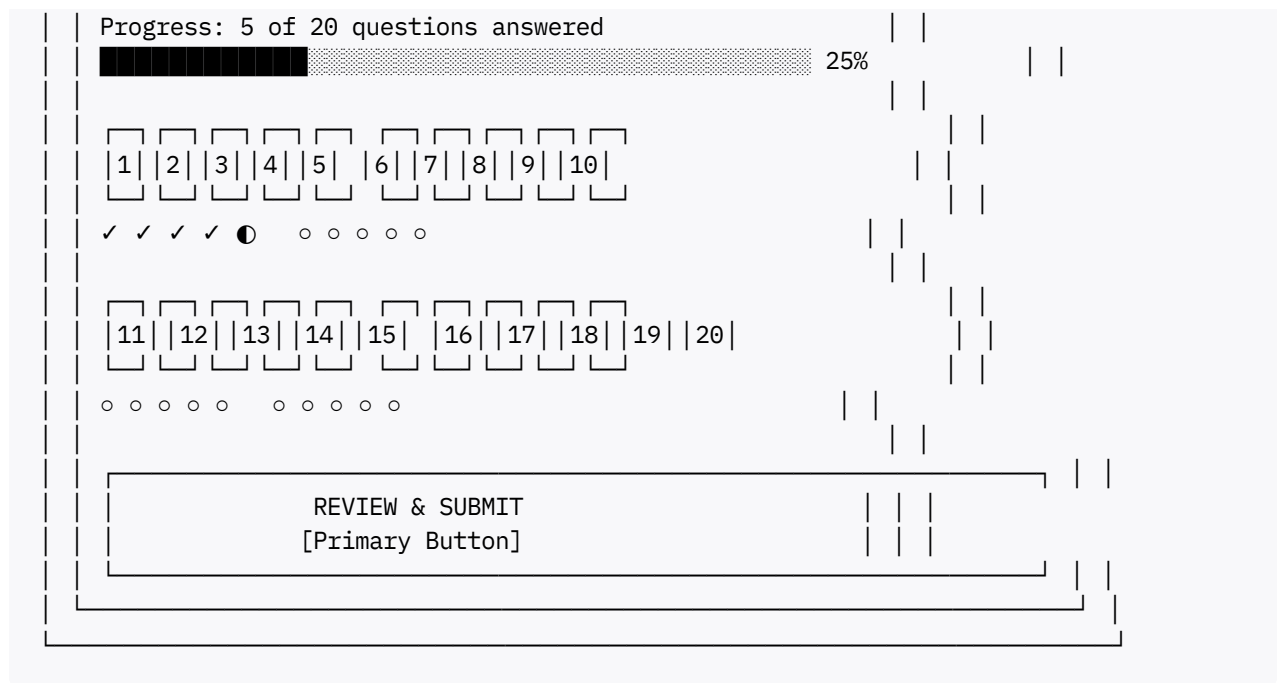 Progress: 5 of 20 questions answered
25%
1 2 3 4 5 6 7 8 9 10
✓ ✓ ✓ ✓ ◐ ○ ○ ○ ○ ○
11 12 13 14 15 16 17 18 19 20
○ ○ ○ ○ ○ ○ ○ ○ ○ ○
REVIEW & SUBMIT
[Primary Button]